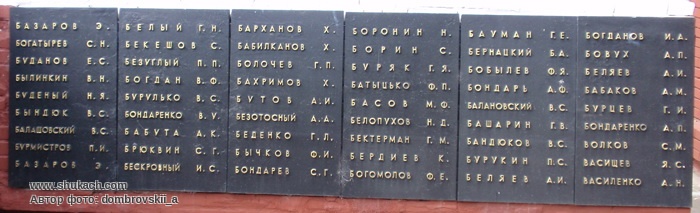 БАЗАРОВ Э.
БОГАТЫРЕВ С.Н.
БУДАНОВ Е.С.
БЫЛИНКИН В.Н.
БУДЕНЫЙ Н.Я.
БЫНДЮК В.С.
БАЛАШОВСКИЙ В.С.
БУРМИСТРОВ П.И.
БАЗАРОВ Э.
БЕЛЫЙ Г.Н.
БЕКЕШОВ С.
БЕЗУГЛЫЙ П.П.
БОГДАН В.Ф.
БУРУЛЬКО В.С.
БОНДАРЕНКО В.У.
БАБУТА А.К.
БРЮКВИН С.Г.
БЕСКРОВНЫЙ И.С.
БАРХАНОВ Х.
БАБИЛКАНОВ Х.
БОЛОЧЕВ Г.П.
БАХРИМОВ Х.
БУТОВ А.И.
БЕЗОТОСНЫЙ А.А.
БЕДЕНКО Г.Л.
БЫЧКОВ Ф.И.
БОНДАРЕВ С.Г.
БОРОНИН Н.
БОРИН С.
БУРЯК Г.Я.
БАТЫЦЬКО Ф.П.
БАСОВ М.Ф.
БЕЛОПУХОВ Н.Д.
БЕКТЕРМАН Г.М.
БЕРДИЕВ К.
БОГОМОЛОВ Ф.Е.
БАУМАН Г.Е.
БЕРНАЦКИЙ Б.А.
БОБЫЛЕВ Ф.Я.
БОНДАРЬ А.Ф.
БАЛАНОВСКИЙ В.С.
БАШАРИН Г.В.
БАНДЮКОВ В.С.
БУРУКИН П.С.
БЕЛЯЕВ А.И.
БОГДАНОВ И.А.
БОВУХ А.П.
БЕЛЯЕВ А.И.
БАБАКОВ А.М.
БУРЦЕВ Г.И.
БОНДАРЕНКО А.П.
ВОЛКОВ С.М.
ВАСИЩЕВ Я.С.
ВАСИЛЕНКО А.Н.
www.shukach.com
Автор фото: dombrovskii_a